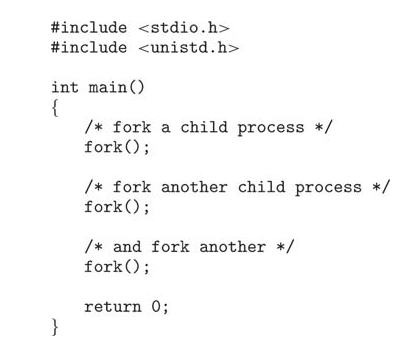 #include <stdio.h>
#include <unistd.h>
int main()
{
/* fork a child process */
fork();
/* fork another child process */
fork();
/* and fork another */
fork();
return 0;
}